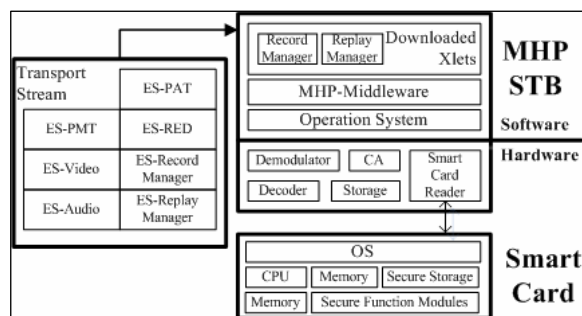 Transport
Stream
ES-PAT
ES-PMT
ES-RED
ES-Video
ES-Record
Manager
ES-Audio
ES-Replay
Manager
Record
Manager
Replay
Manager
Downloaded
Xlets
MHP-Middleware
Operation System
MHP
STB
Software
Hardware
Demodulator
CA
Smart
Card
Reader
Decoder
Storage
OS
CPU
Memory
Secure Storage
Memory
Secure Function Modules
Smart
Card